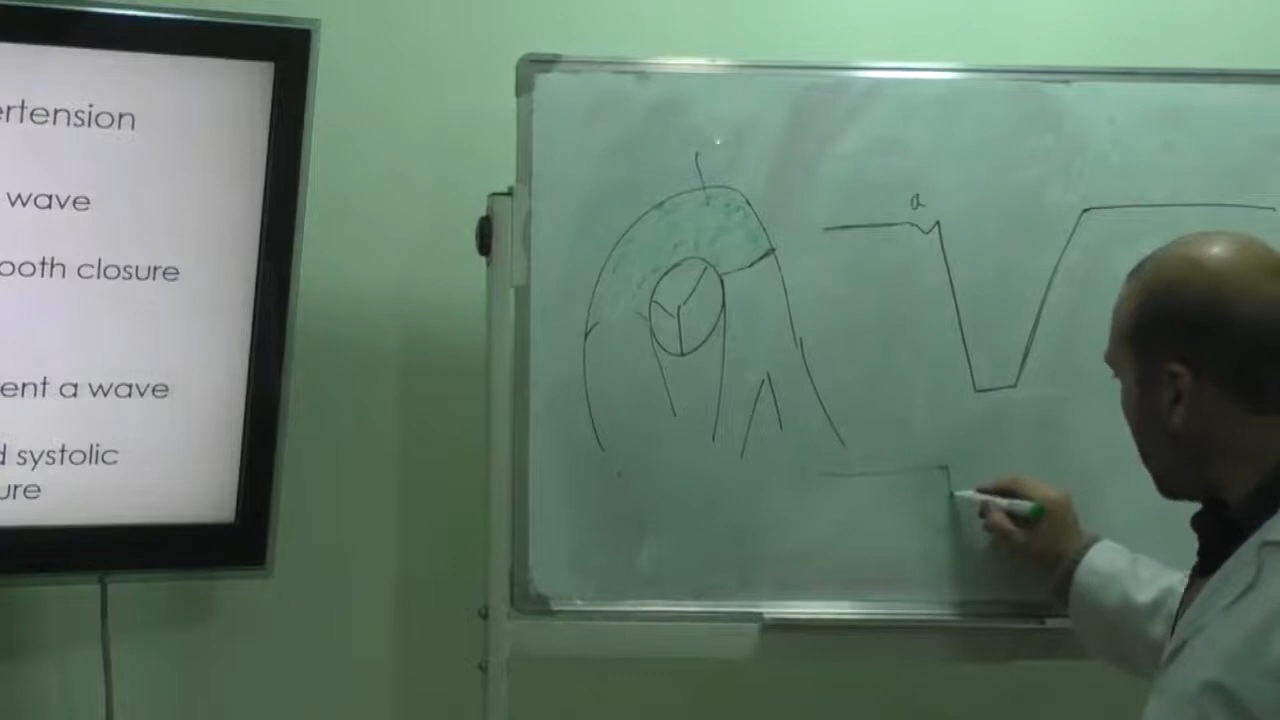 ertension
wave
ooth closure
ent a wave
d systolic
ure
a